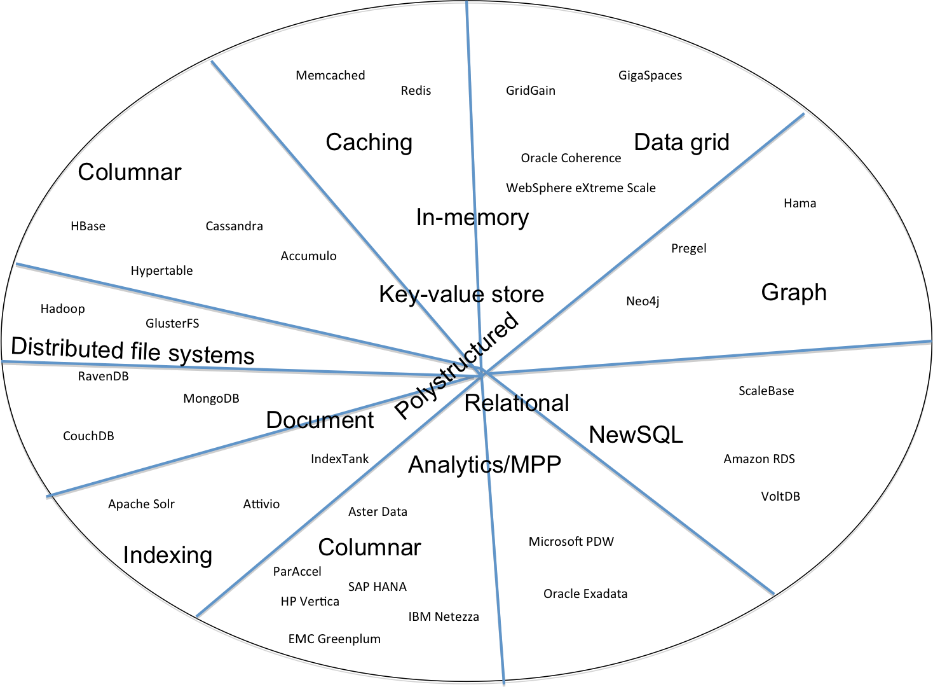 Memcached
Redis
Caching
GridGain
GigaSpaces
Data grid
Oracle Coherence
WebSphere eXtreme Scale
In-memory
Key-value store
Columnar
HBase
Cassandra
Accumulo
Hypertable
Hama
Pregel
Neo4j
Graph
Hadoop
GlusterFS
Distributed file systems
Polystructured
RavenDB
MongoDB
CouchDB
Document
IndexTank
Apache Solr
Attivio
Indexing
Relational
Analytics/MPP
Aster Data
Columnar
ParAccel
SAP HANA
HP Vertica
IBM Netezza
EMC Greenplum
Microsoft PDW
Oracle Exadata
NewSQL
ScaleBase
Amazon RDS
VoltDB